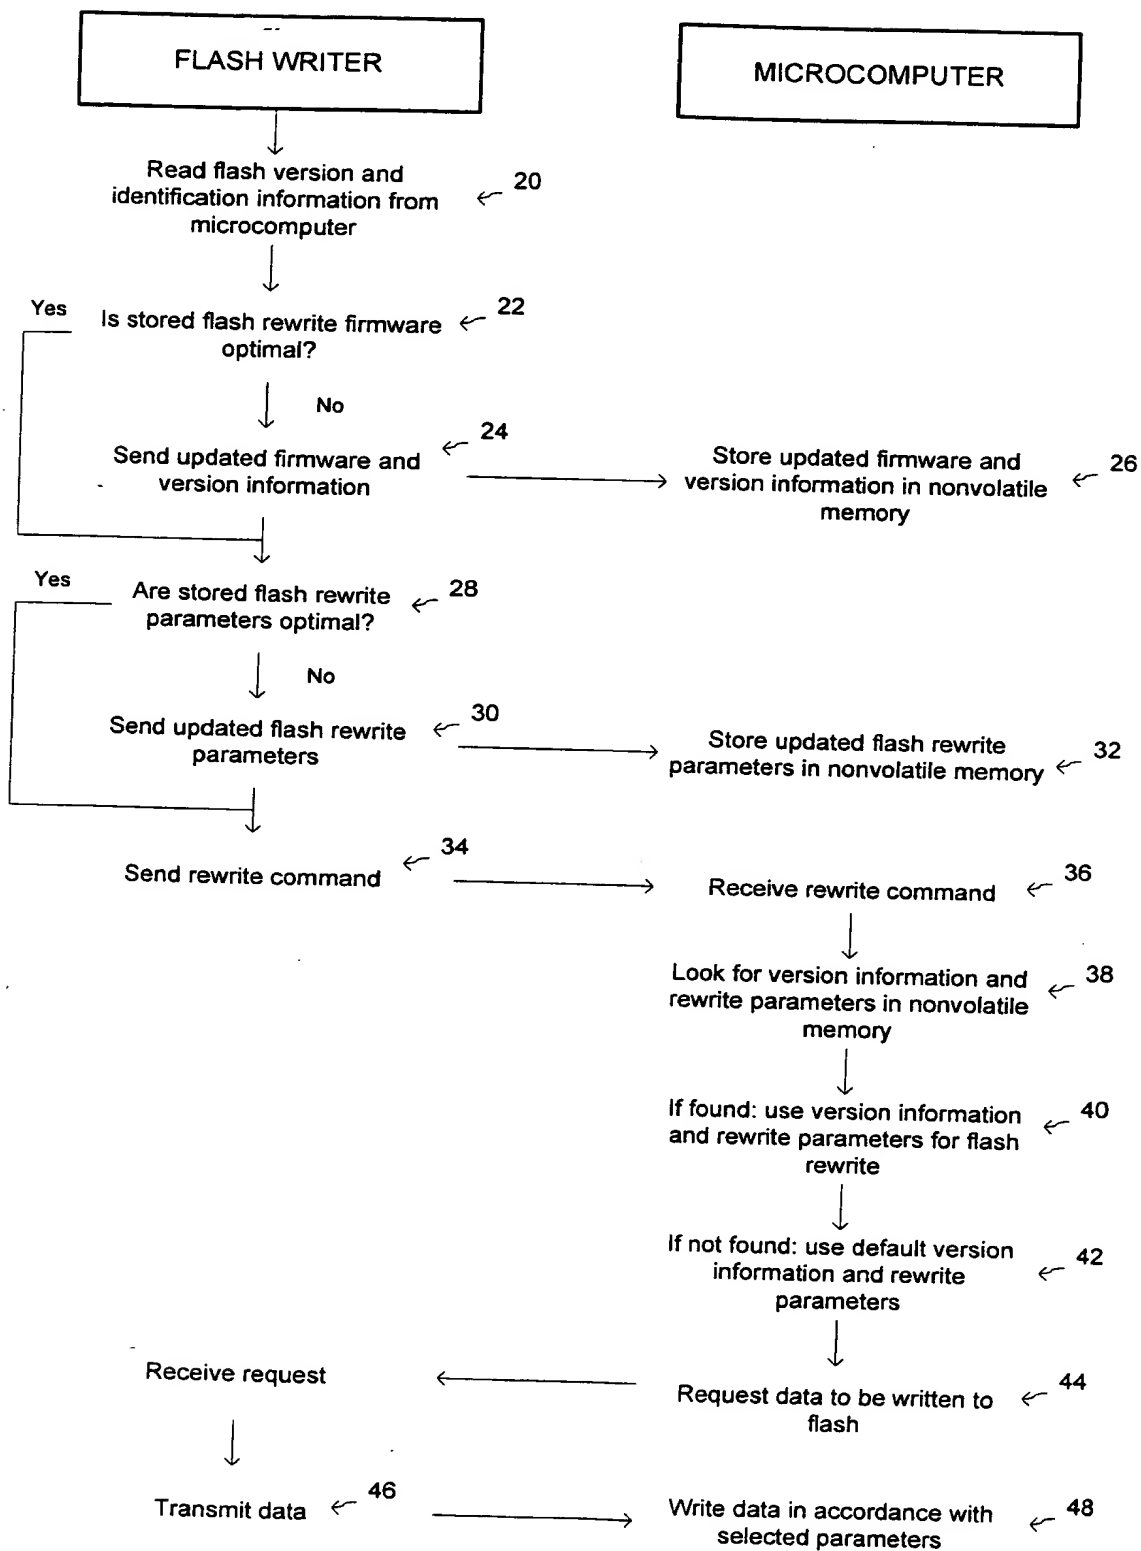 FLASH WRITER
MICROCOMPUTER
Read flash version and
identification information from
microcomputer
20
Yes
Is stored flash rewrite firmware
optimal?
22
No
Send updated firmware and
version information
24
Store updated firmware and
version information in nonvolatile
memory
26
Yes
Are stored flash rewrite
parameters optimal?
28
No
Send updated flash rewrite
parameters
30
Store updated flash rewrite
parameters in nonvolatile memory
32
Send rewrite command
34
Receive rewrite command
36
Look for version information and
rewrite parameters in nonvolatile
memory
38
If found: use version information
and rewrite parameters for flash
rewrite
40
If not found: use default version
information and rewrite
parameters
42
Receive request
Request data to be written to
flash
44
Transmit data
46
Write data in accordance with
selected parameters
48